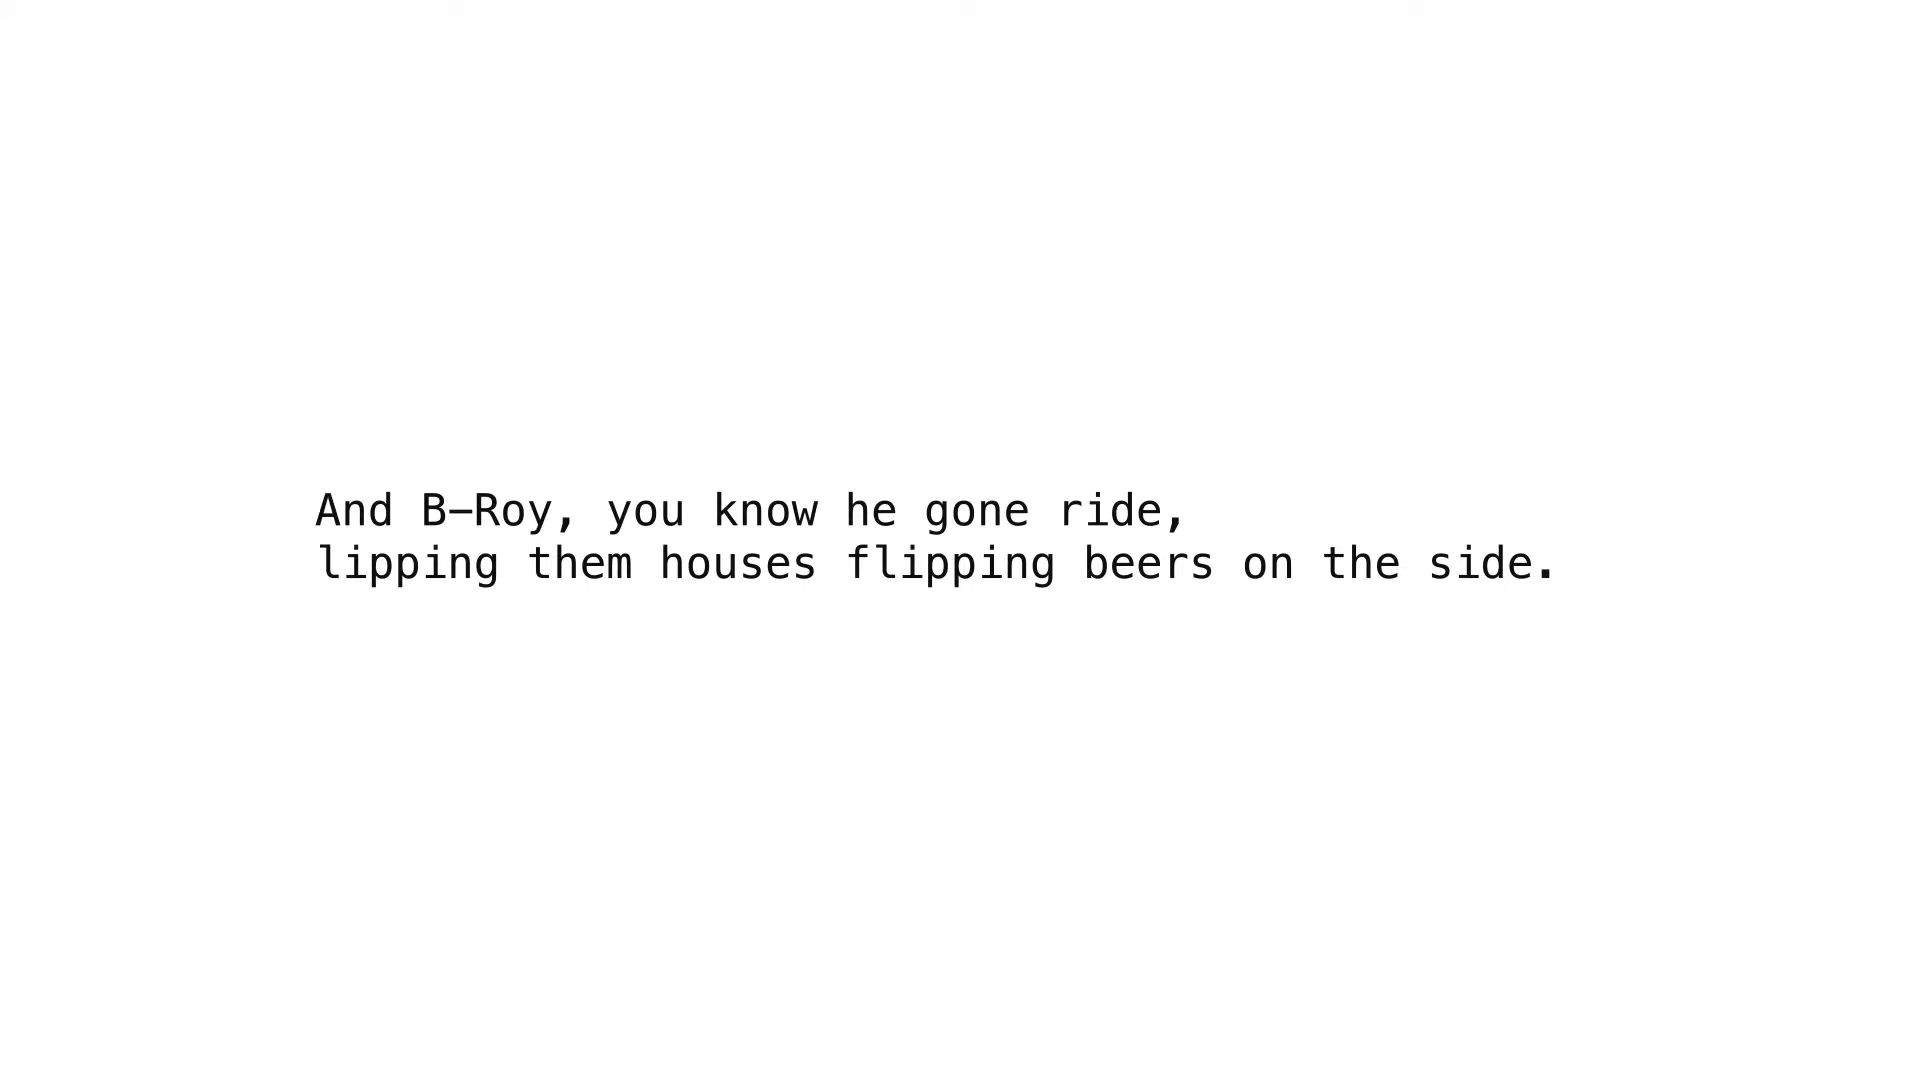 And B-Roy, you know he gone ride,
lipping them houses flipping beers on the side.